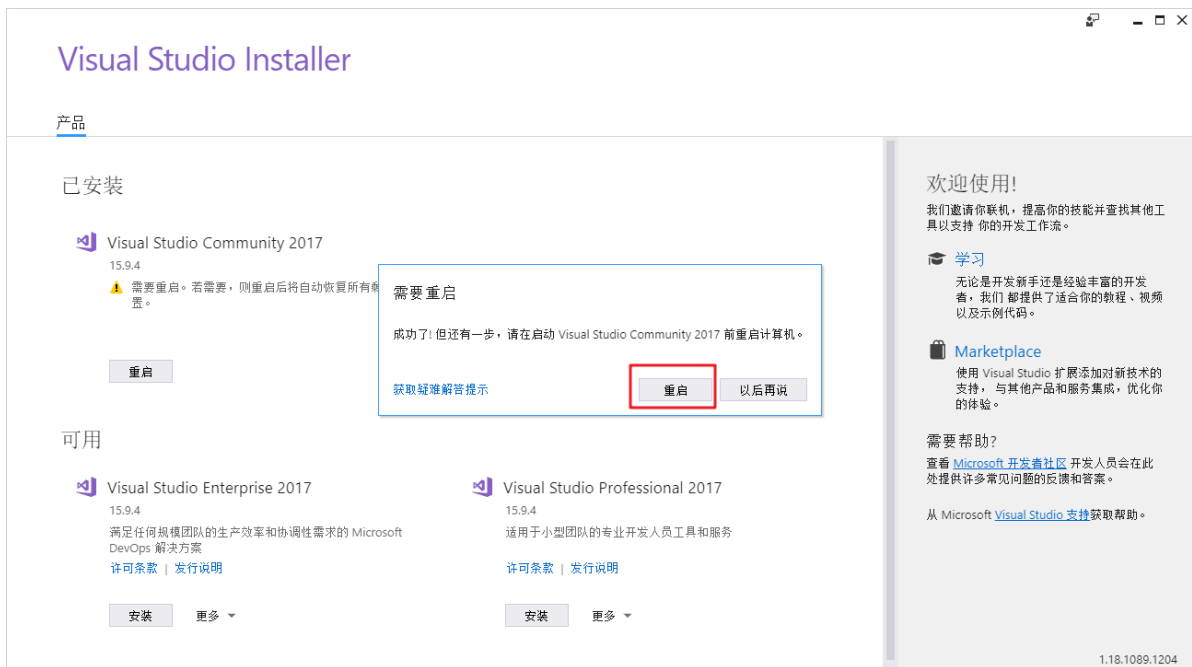 Visual Studio Installer
产品
已安装
Visual Studio Community 2017
15.9.4
需要重启。若需要，则重启后将自动恢复所有剩
置。
重启
需要重启
成功了! 但还有一步，请在启动 Visual Studio Community 2017 前重启计算机。
获取疑难解答提示
重启
以后再说
可用
Visual Studio Enterprise 2017
15.9.4
满足任何规模团队的生产效率和协调性需求的 Microsoft
DevOps 解决方案
许可条款 | 发行说明
安装
更多
Visual Studio Professional 2017
15.9.4
适用于小型团队的专业开发人员工具和服务
许可条款 | 发行说明
安装
更多
欢迎使用!
我们邀请你联机，提高你的技能并查找其他工
具以支持 你的开发工作流。
学习
无论是开发新手还是经验丰富的开发
者，我们 都提供了适合你的教程、视频
以及示例代码。
Marketplace
使用 Visual Studio 扩展添加对新技术的
支持， 与其他产品和服务集成，优化你
的体验。
需要帮助?
查看 Microsoft 开发者社区 开发人员会在此
处提供许多常见问题的反馈和答案。
从 Microsoft Visual Studio 支持获取帮助。
1.18.1089.1204